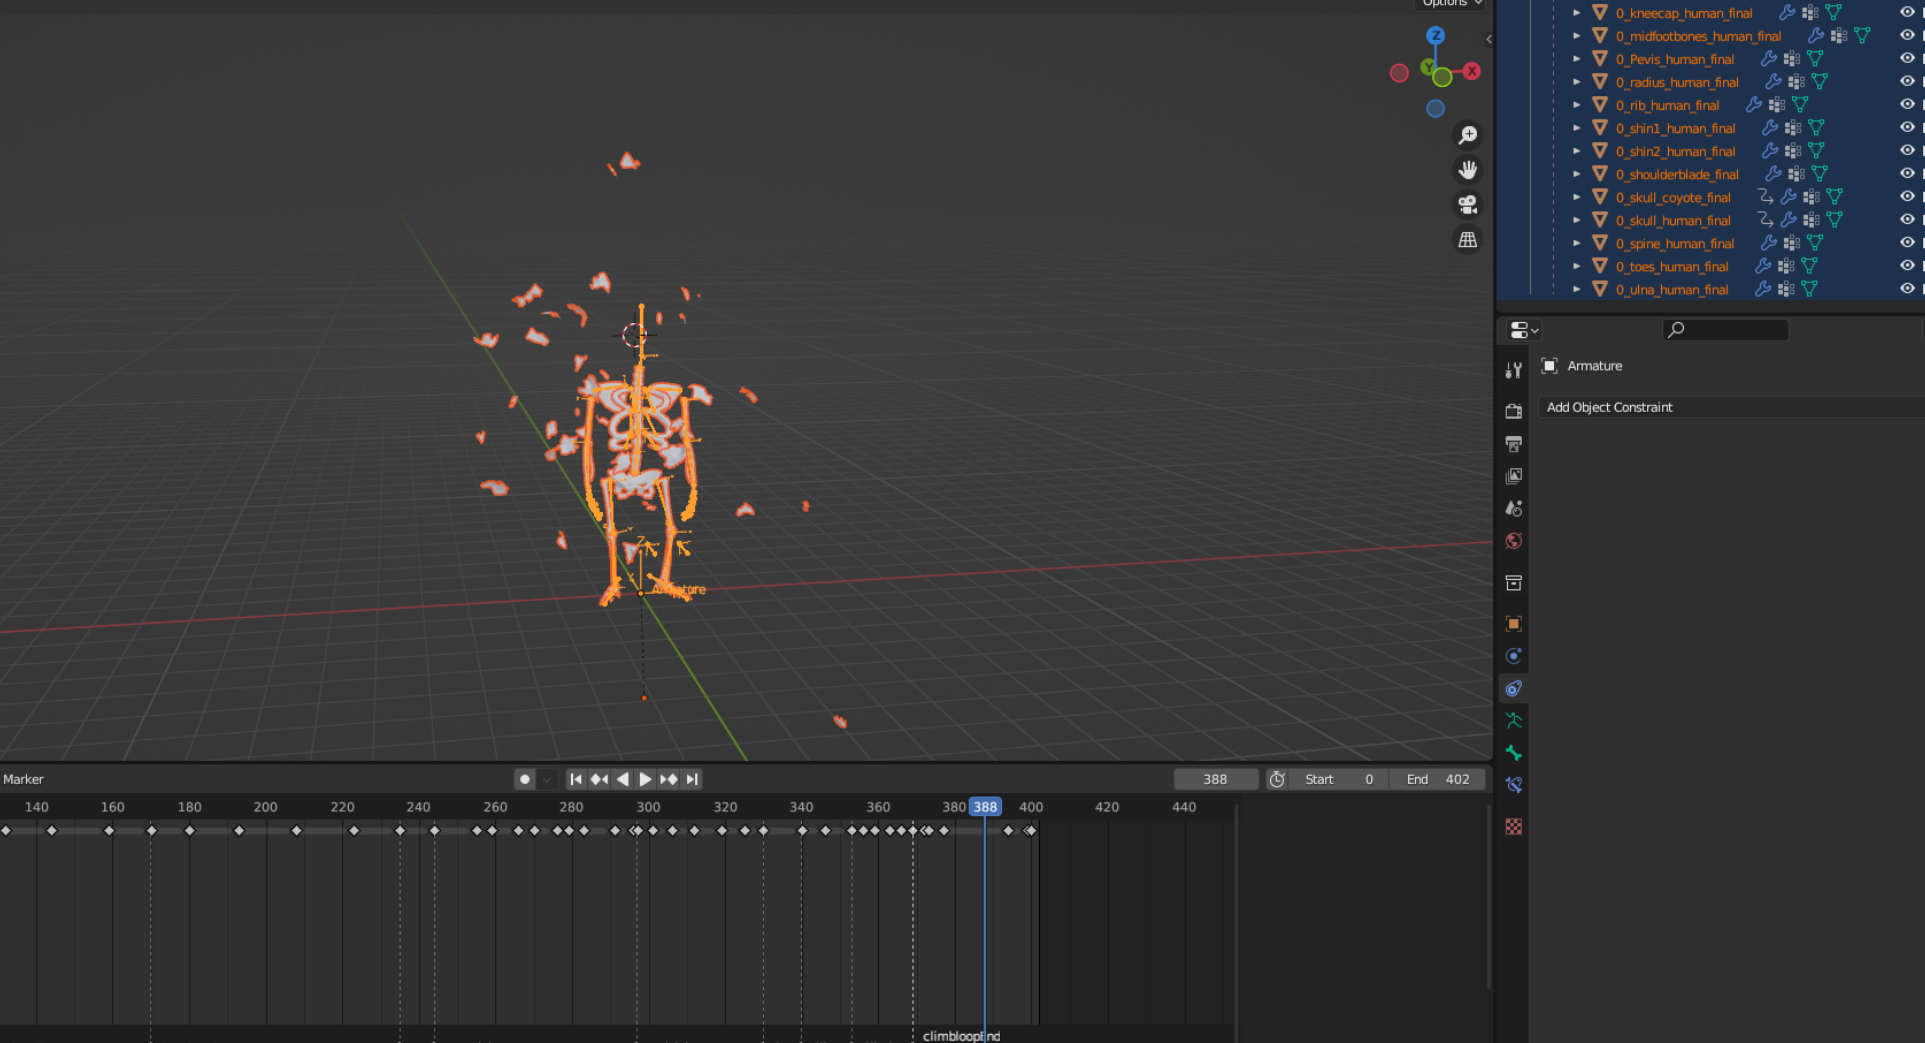 Options
0_kneecap_human_final
0_midfootbones_human_final
Z
0_Pevis_human_final
Y
X
0_radius_human_final
0_rib_human_final
0_shin1_human_final
0_shin2_human_final
0_shoulderblade_final
0_skull_coyote_final
0_skull_human_final
0_spine_human_final
0_toes_human_final
0_ulna_human_final
Armature
Add Object Constraint
Z
Armature
Marker
388
Start 0
End 402
140 160 180 200 220 240 260 280 300 320 340 360 380 388 400 420 440
climbloopEnd